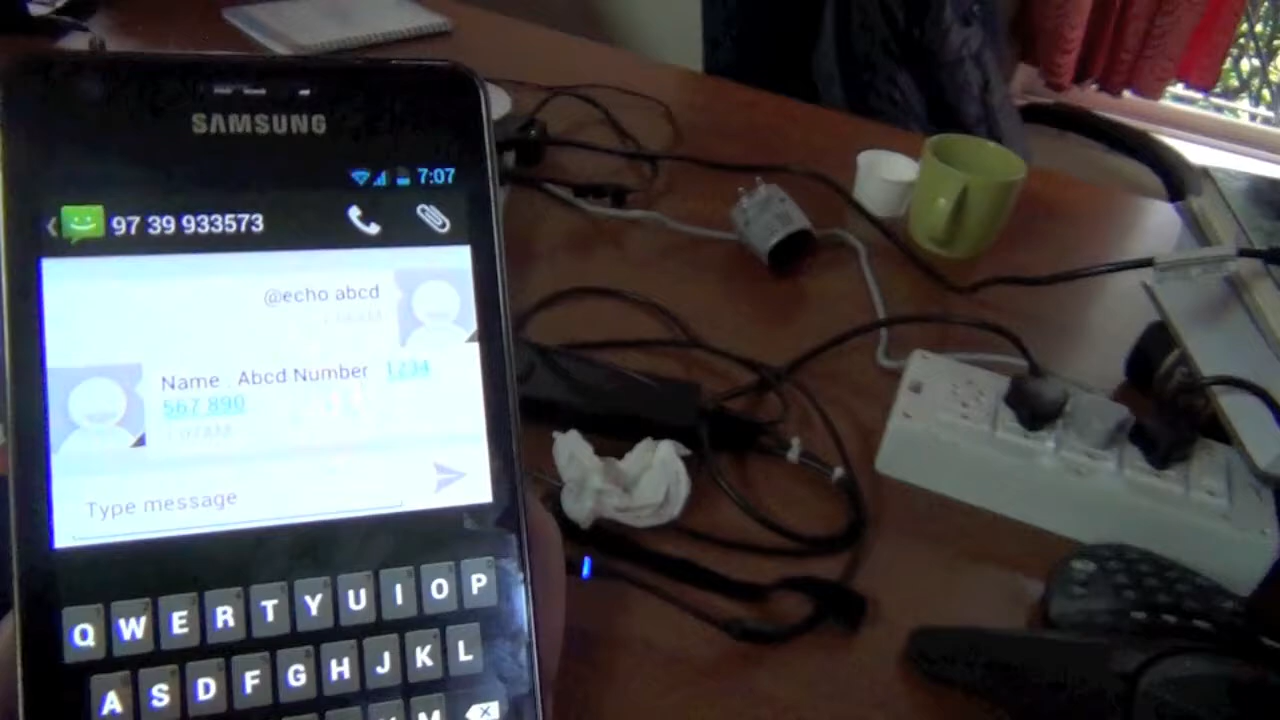 SAMSUNG
7:07
97 39 933573
@echo abcd
Name . Abcd Number 1234
567 890
Type message
Q W E R T Y U I O P
A S D F G H J K L
M